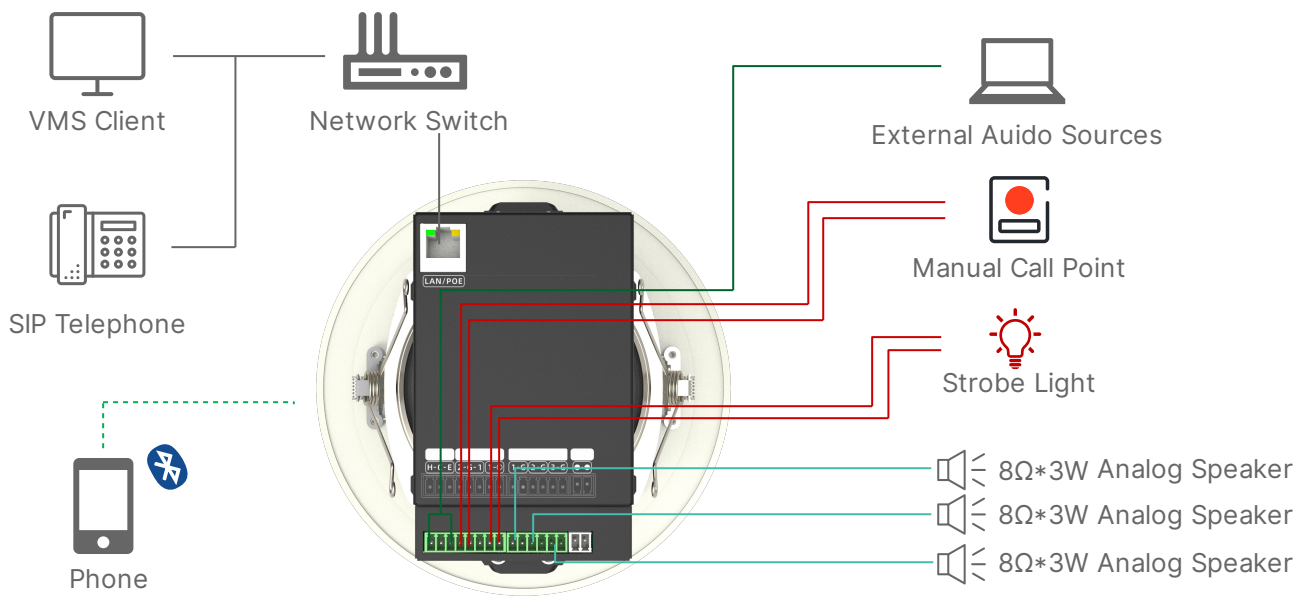 VMS Client
Network Switch
External Auido Sources
LAN/POE
Manual Call Point
SIP Telephone
Strobe Light
8Ω*3W Analog Speaker
8Ω*3W Analog Speaker
8Ω*3W Analog Speaker
Phone